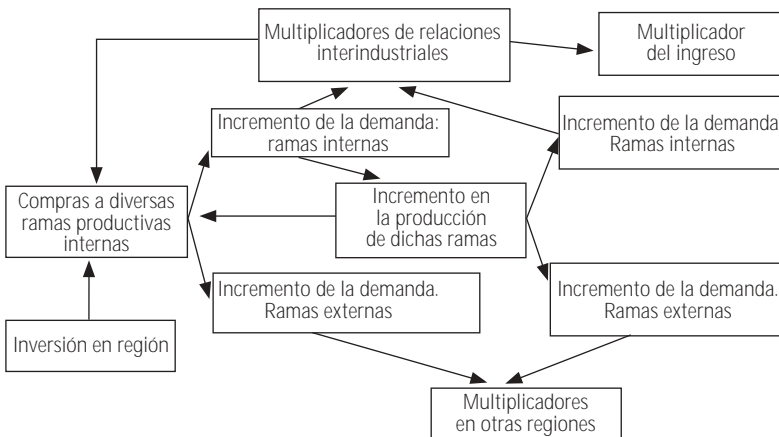 Multiplicadores de relaciones
interindustriales
Multiplicador
del ingreso
Incremento de la demanda:
ramas internas
Incremento de la demanda.
Ramas internas
Compras a diversas
ramas productivas
internas
Incremento en
la producción
de dichas ramas
Incremento de la demanda.
Ramas externas
Incremento de la demanda.
Ramas externas
Inversión en región
Multiplicadores
en otras regiones